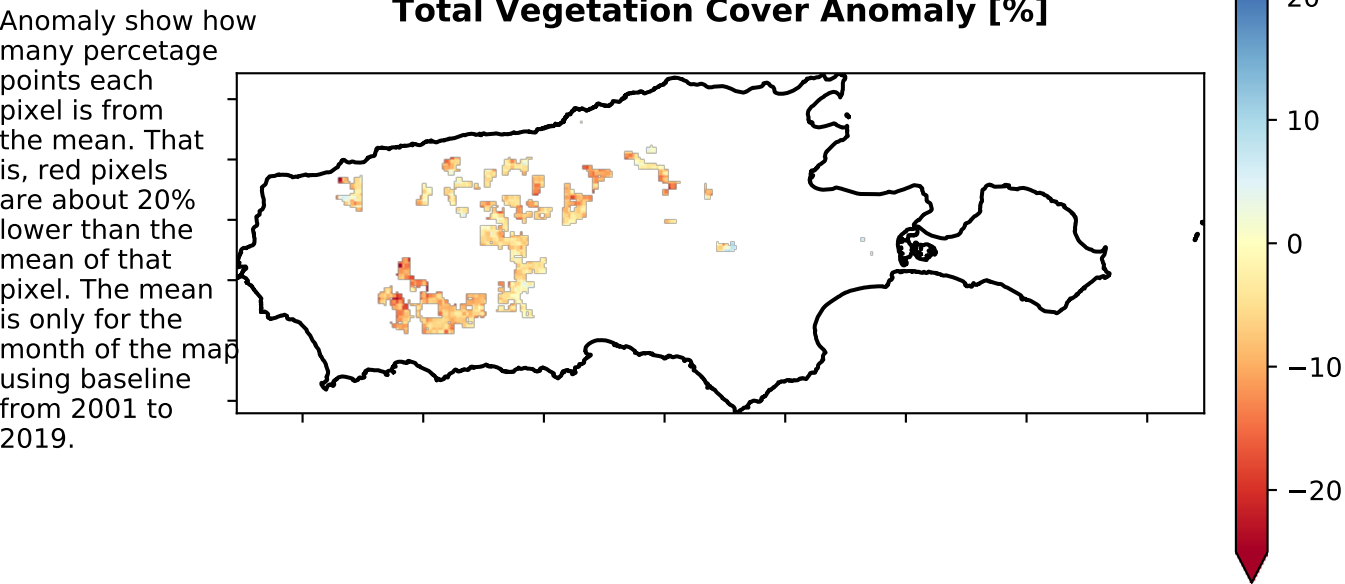 Total Vegetation Cover Anomaly [%]
Anomaly show how
many percetage
points each
pixel is from
the mean. That
is, red pixels
are about 20%
lower than the
mean of that
pixel. The mean
is only for the
month of the map
using baseline
from 2001 to
2019.
20
10
0
−10
−20